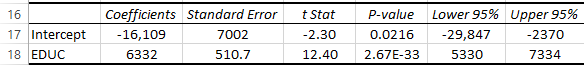 16 Coefficients Standard Error t Stat P-value Lower 95% Upper 95%
17 Intercept -16,109 7002 -2.30 0.0216 -29,847 -2370
18 EDUC 6332 510.7 12.40 2.67E-33 5330 7334